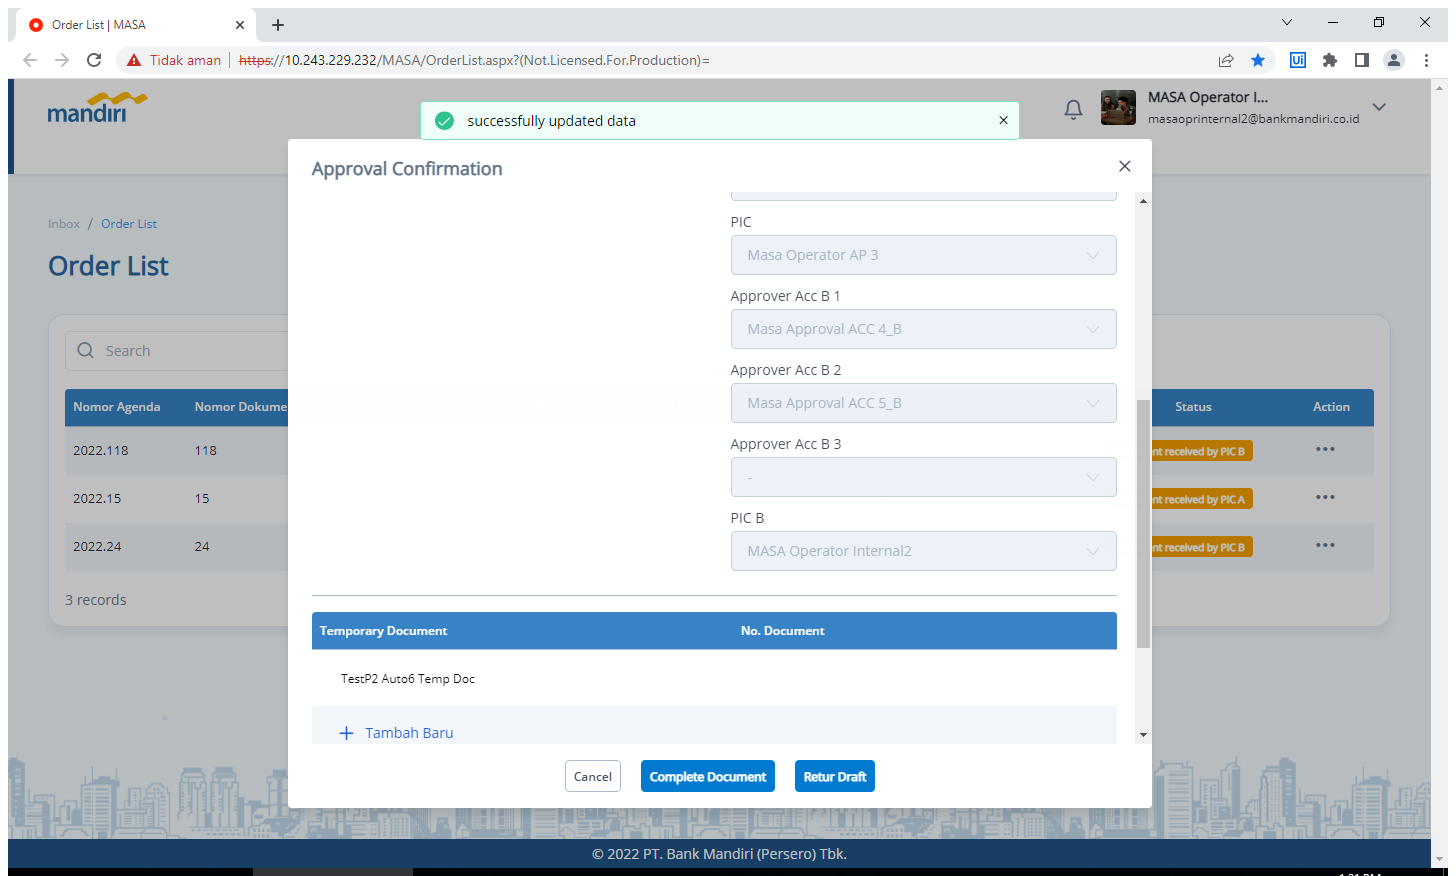 Order List | MASA
Tidak aman
https://10.243.229.232/MASA/OrderList.aspx?(Not.Licensed.For.Production)=
Ui
mandiri
successfully updated data
MASA Operator I...
masaoprinternal2@bankmandiri.co.id
Approval Confirmation
Inbox / Order List
Order List
Search
Nomor Agenda
Nomor Dokume
Status
Action
2022.118
118
nt received by PIC B
2022.15
15
nt received by PIC A
2022.24
24
nt received by PIC B
3 records
PIC
Masa Operator AP 3
Approver Acc B 1
Masa Approval ACC 4_B
Approver Acc B 2
Masa Approval ACC 5_B
Approver Acc B 3
-
PIC B
MASA Operator Internal2
Temporary Document
No. Document
TestP2 Auto6 Temp Doc
+ Tambah Baru
Cancel
Complete Document
Retur Draft
© 2022 PT. Bank Mandiri (Persero) Tbk.